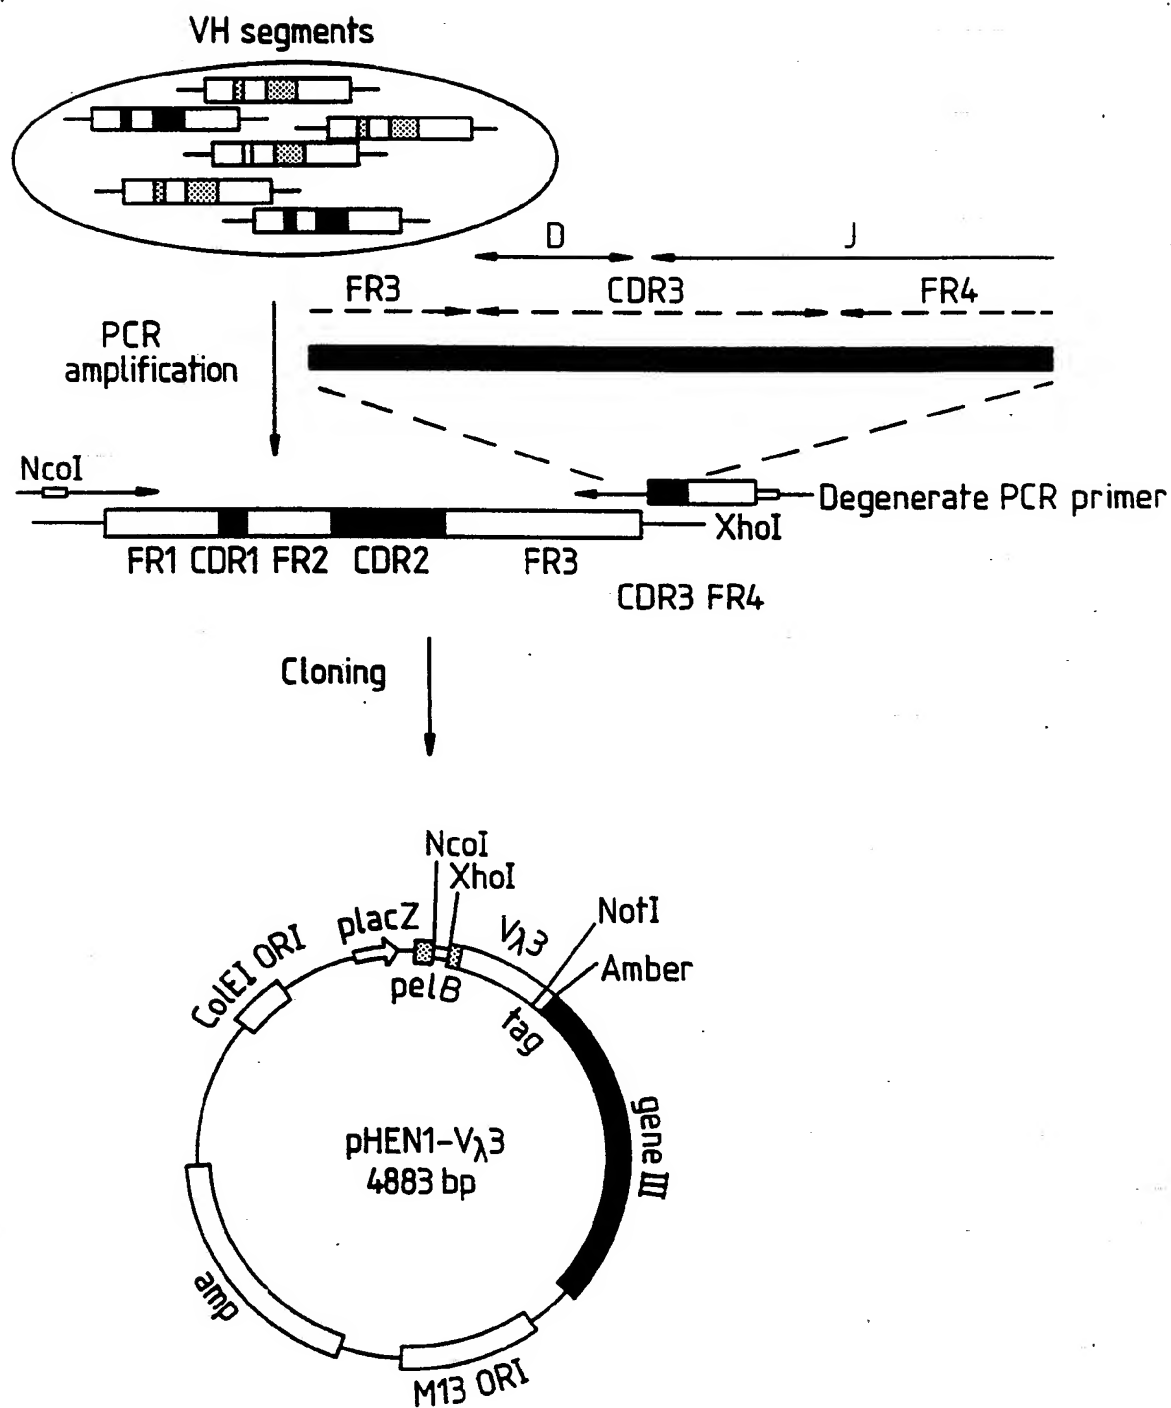 VH segments
D
J
FR3
CDR3
FR4
PCR
amplification
NcoI
Degenerate PCR primer
XhoI
FR1 CDR1 FR2 CDR2 FR3
CDR3 FR4
Cloning
NcoI
XhoI
placZ
Vλ3
NotI
ColEI ORI
pelB
Amber
tag
gene III
pHEN1-Vλ3
4883 bp
amp
M13 ORI